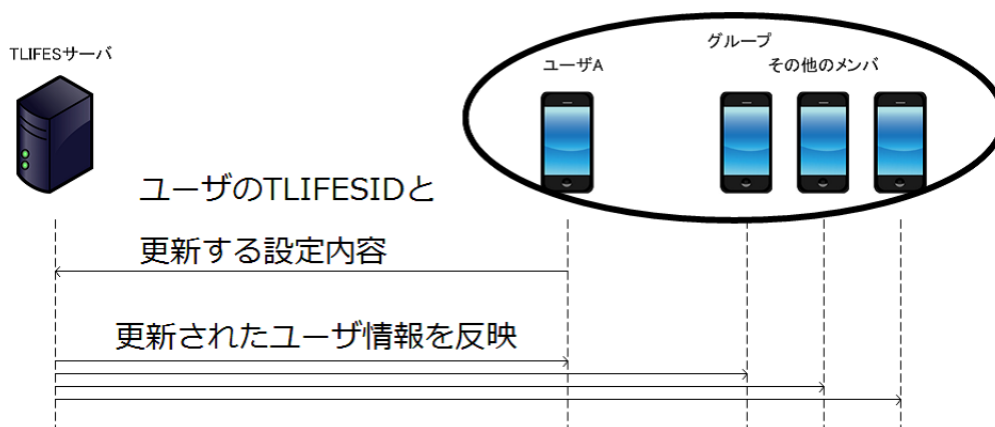 TLIFESサーバ
グループ
ユーザA
その他のメンバ
ユーザのTLIFESIDと
更新する設定内容
更新されたユーザ情報を反映